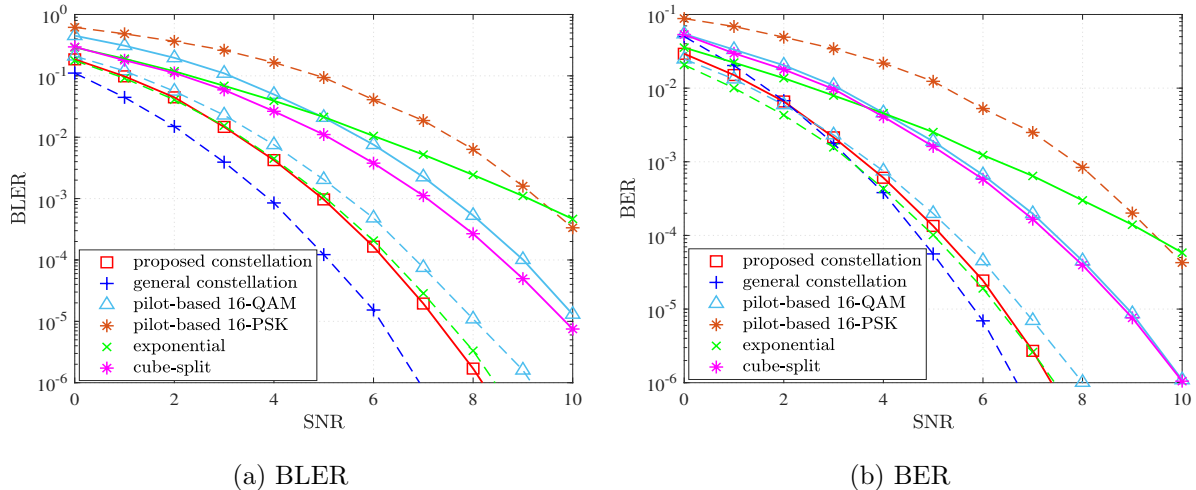 10^0
10^-1
10^-2
10^-3
10^-4
10^-5
10^-6
BLER
0 2 4 6 8 10
SNR
proposed constellation
general constellation
pilot-based 16-QAM
pilot-based 16-PSK
exponential
cube-split
(a) BLER
10^-1
10^-2
10^-3
10^-4
10^-5
10^-6
BER
0 2 4 6 8 10
SNR
proposed constellation
general constellation
pilot-based 16-QAM
pilot-based 16-PSK
exponential
cube-split
(b) BER